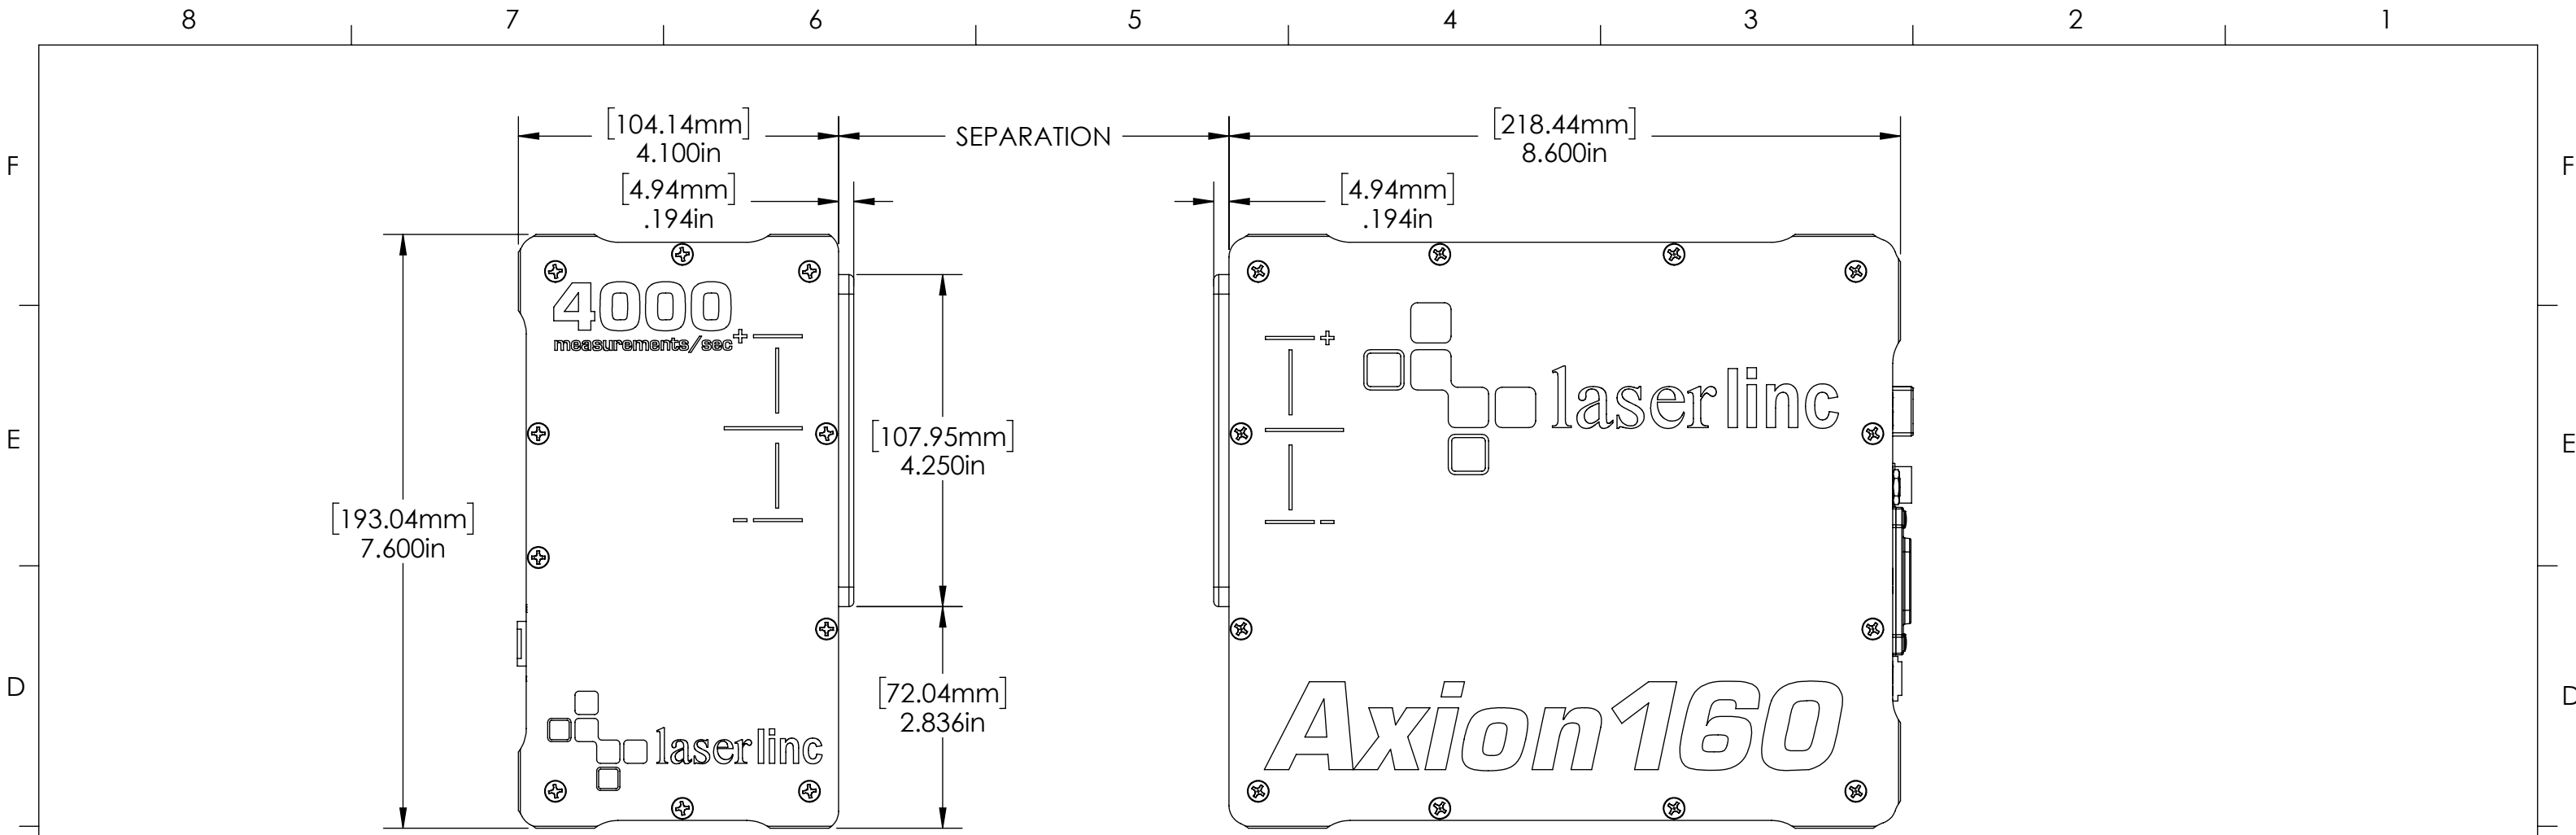 8 7 6 5 4 3 2 1
[104.14mm] SEPARATION [218.44mm]
4.100in 8.600in
F F
[4.94mm] [4.94mm]
.194in .194in
4000
measurements/sec
+ +
laserlinc
[107.95mm]
4.250in
E E
[193.04mm]
7.600in
- -
[72.04mm]
2.836in
D D
laserlinc
Axion160